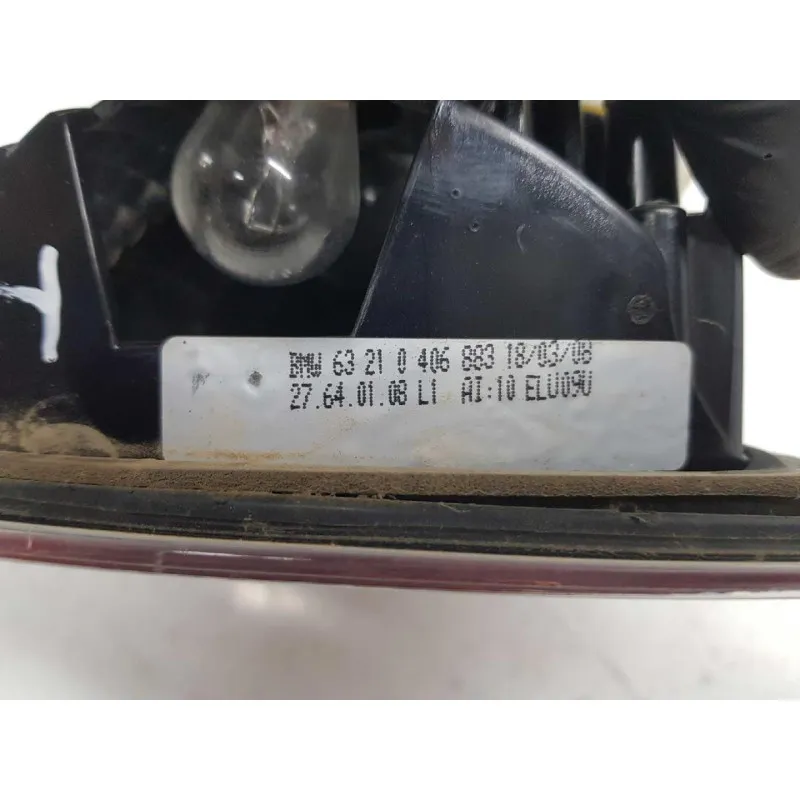 BMW 63 21 0 406 883 18/03/08
27.64.01.08 L1 AI:10 ELU09U